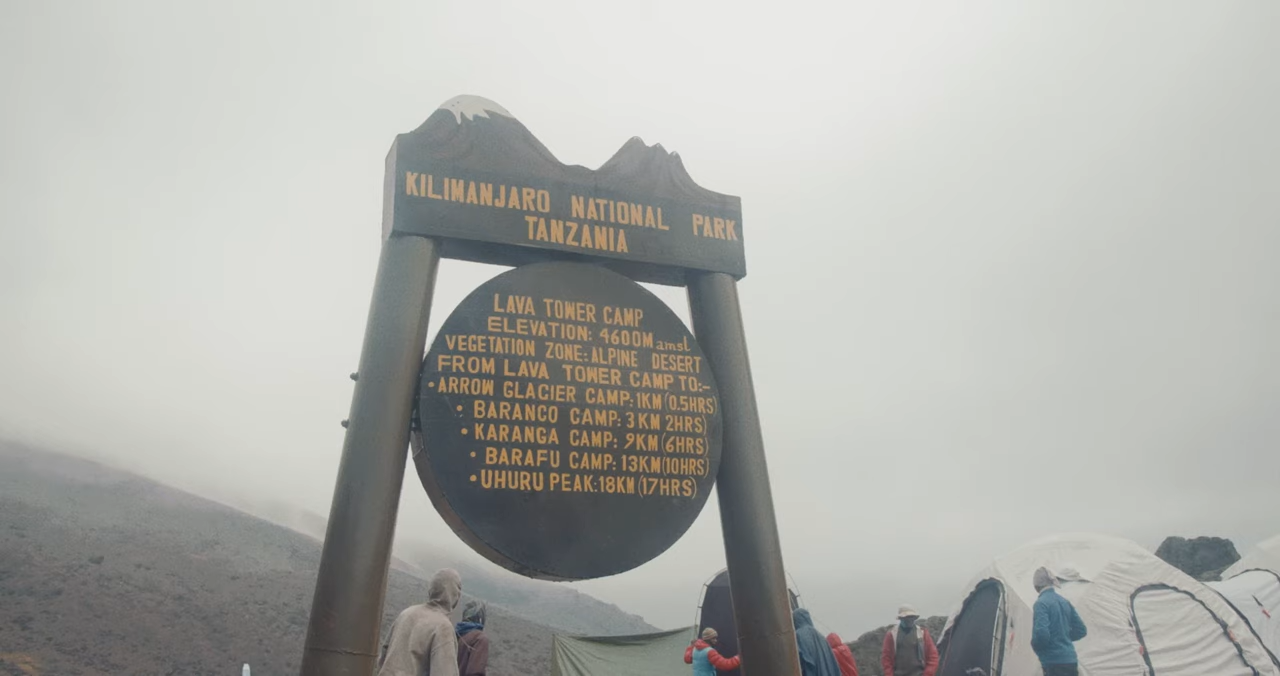 KILIMANJARO NATIONAL PARK
TANZANIA
LAVA TOWER CAMP
ELEVATION: 4600M amsl
VEGETATION ZONE: ALPINE DESERT
FROM LAVA TOWER CAMP TO:-
• ARROW GLACIER CAMP: 1KM (0.5HRS)
• BARANCO CAMP: 3KM 2HRS)
• KARANGA CAMP: 9KM (6HRS)
• BARAFU CAMP: 13KM (10HRS)
• UHURU PEAK: 18KM (17HRS)